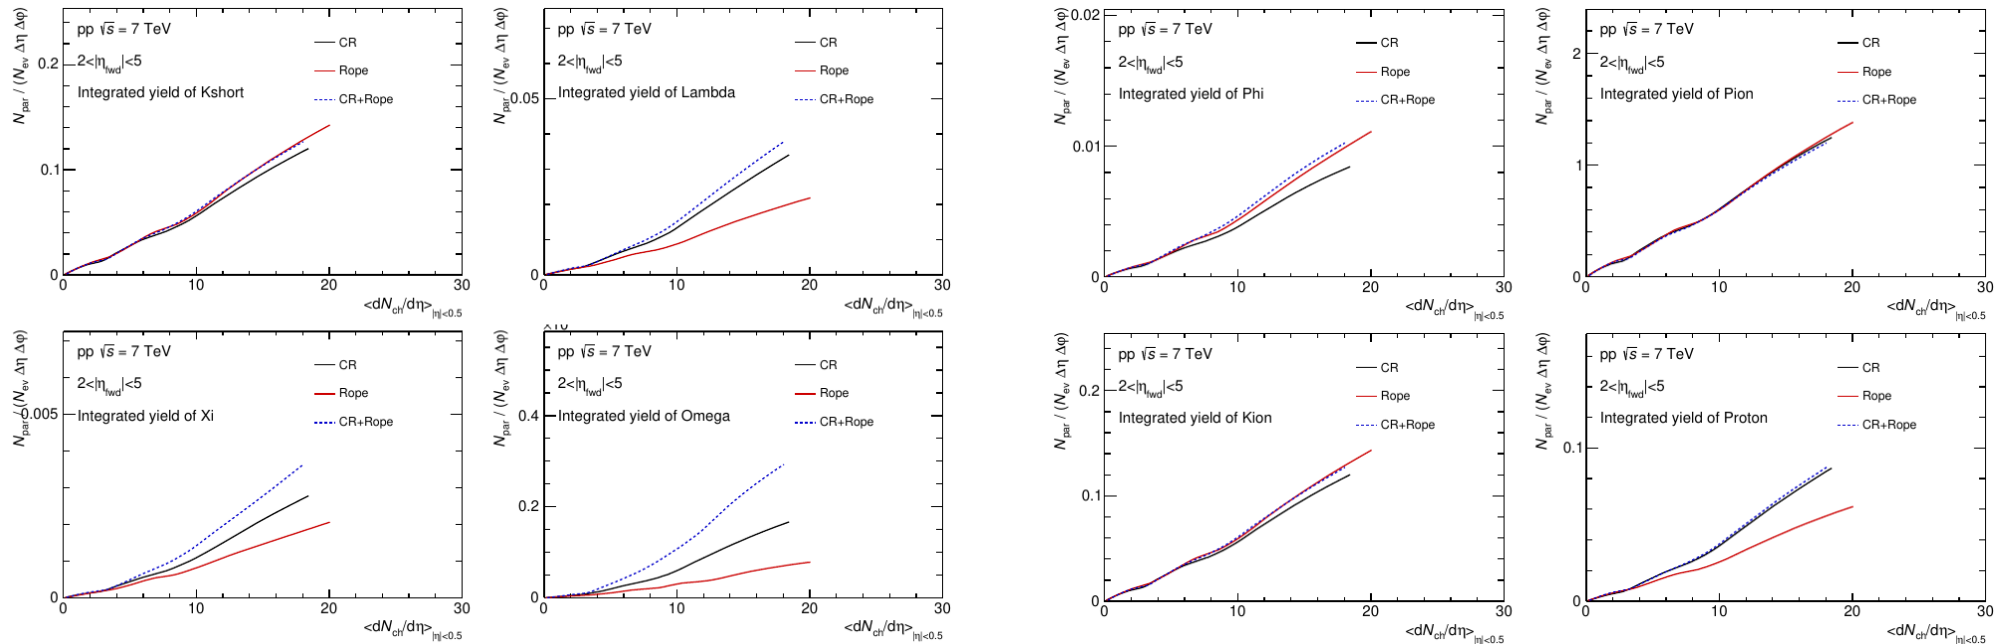 N_par / (N_ev Δη Δφ)
pp √s = 7 TeV
2<|η_fwd|<5
Integrated yield of Kshort
CR
Rope
CR+Rope
0.2
0.1
0
0 10 20 30
<dN_ch/dη>_|η|<0.5
N_par / (N_ev Δη Δφ)
pp √s = 7 TeV
2<|η_fwd|<5
Integrated yield of Lambda
CR
Rope
CR+Rope
0.05
0
0 10 20 30
<dN_ch/dη>_|η|<0.5
N_par / (N_ev Δη Δφ)
pp √s = 7 TeV
2<|η_fwd|<5
Integrated yield of Phi
CR
Rope
CR+Rope
0.02
0.01
0
0 10 20 30
<dN_ch/dη>_|η|<0.5
N_par / (N_ev Δη Δφ)
pp √s = 7 TeV
2<|η_fwd|<5
Integrated yield of Pion
CR
Rope
CR+Rope
2
1
0
0 10 20 30
<dN_ch/dη>_|η|<0.5
N_par / (N_ev Δη Δφ)
pp √s = 7 TeV
2<|η_fwd|<5
Integrated yield of Xi
CR
Rope
CR+Rope
0.005
0
0 10 20 30
<dN_ch/dη>_|η|<0.5
N_par / (N_ev Δη Δφ)
pp √s = 7 TeV
2<|η_fwd|<5
Integrated yield of Omega
CR
Rope
CR+Rope
0.4
0.2
0
0 10 20 30
<dN_ch/dη>_|η|<0.5
N_par / (N_ev Δη Δφ)
pp √s = 7 TeV
2<|η_fwd|<5
Integrated yield of Kion
CR
Rope
CR+Rope
0.2
0.1
0
0 10 20 30
<dN_ch/dη>_|η|<0.5
N_par / (N_ev Δη Δφ)
pp √s = 7 TeV
2<|η_fwd|<5
Integrated yield of Proton
CR
Rope
CR+Rope
0.1
0
0 10 20 30
<dN_ch/dη>_|η|<0.5